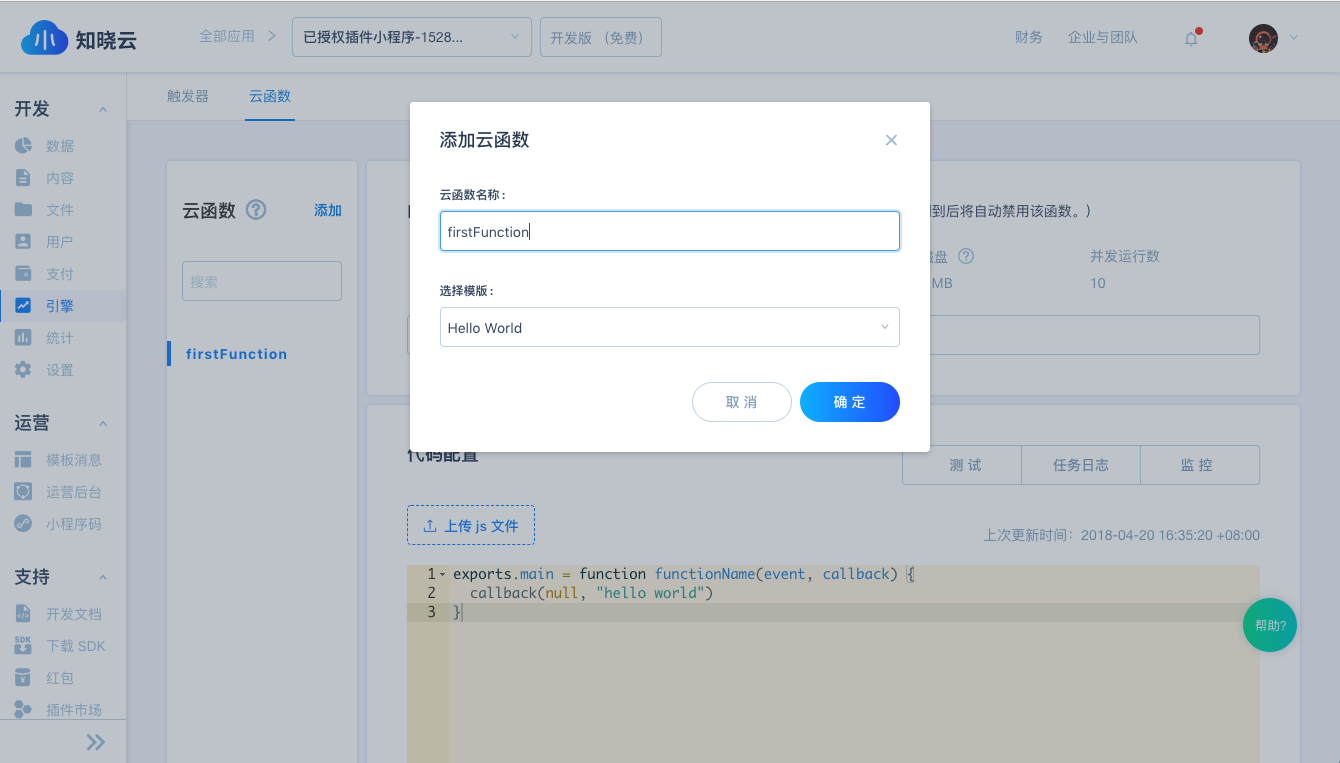 小 知晓云
全部应用
已授权插件小程序-1528...
开发版 （免费）
财务
企业与团队
开发
数据
内容
文件
用户
支付
引擎
统计
设置
运营
模板消息
运营后台
小程序码
支持
开发文档
SDK 下载 SDK
红包
插件市场
触发器
云函数
云函数 ?
添加
搜索
firstFunction
添加云函数
云函数名称：
firstFunction
选择模版：
Hello World
取 消
确 定
到后将自动禁用该函数。）
盘 ?
并发运行数
MB
10
代码配置
测 试
任务日志
监 控
上传 js 文件
上次更新时间：2018-04-20 16:35:20 +08:00
1 exports.main = function functionName(event, callback) {
2 callback(null, "hello world")
3 }
帮助?